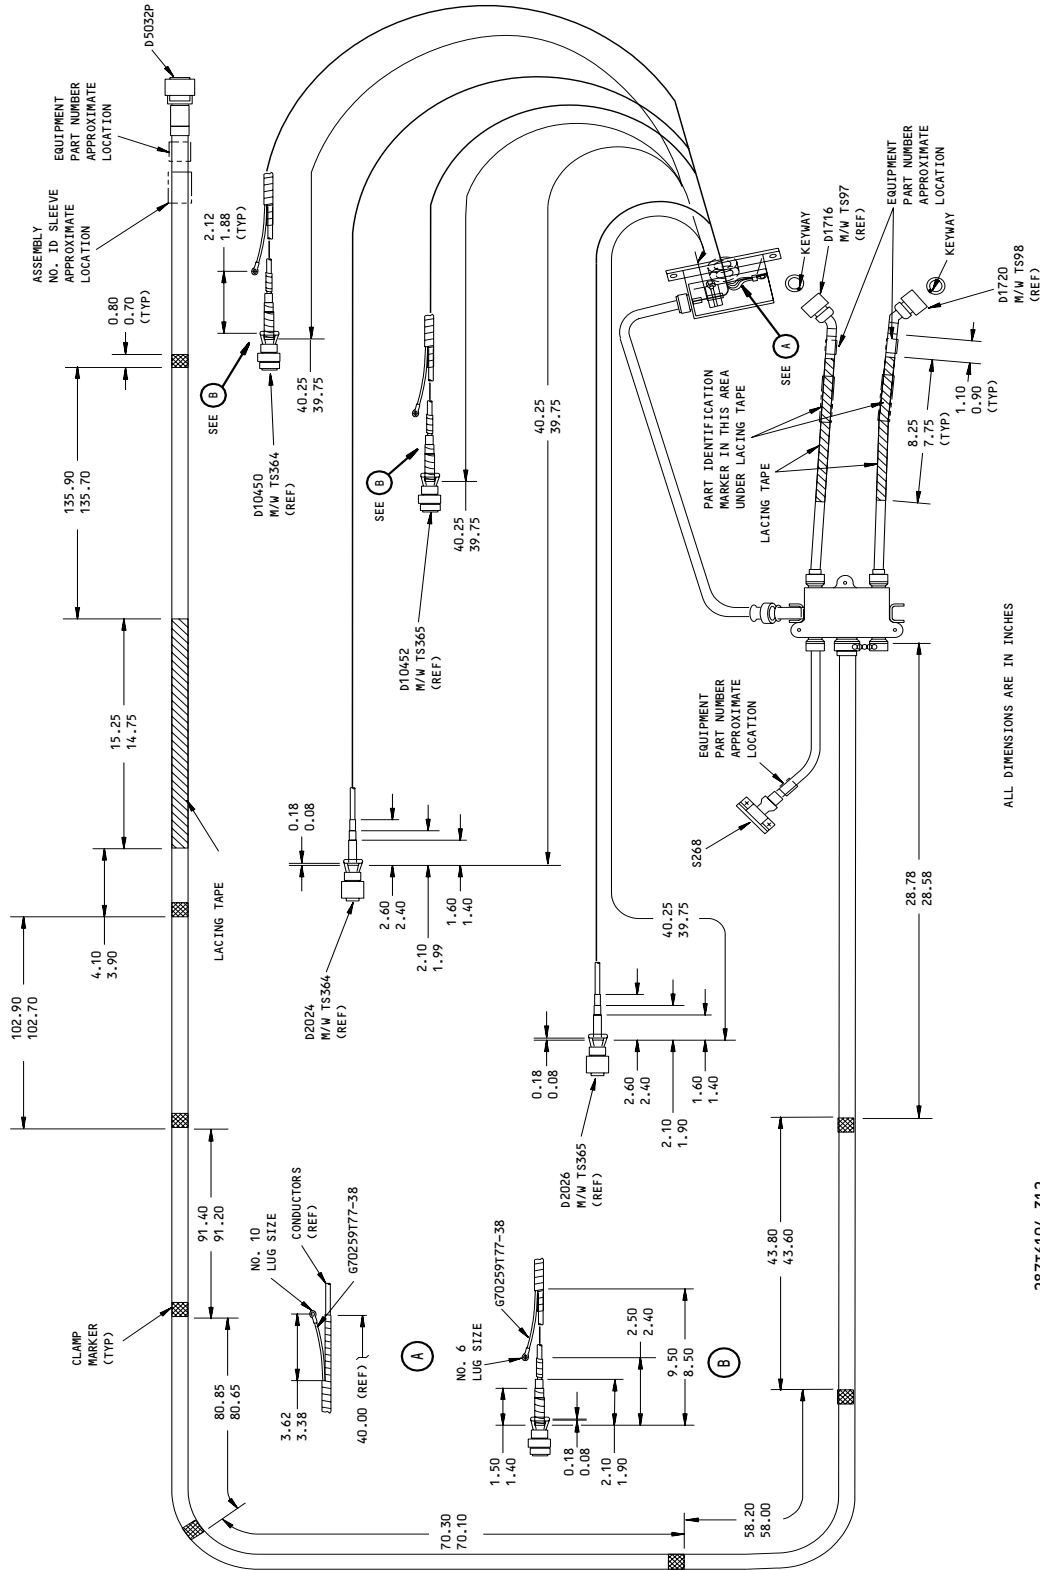 102.90
102.70
135.90
135.70
0.80
0.70
(TYP)
ASSEMBLY
NO. ID SLEEVE
APPROXIMATE
LOCATION
EQUIPMENT
PART NUMBER
APPROXIMATE
LOCATION
D5032P
CLAMP
MARKER
(TYP)
4.10
3.90
15.25
14.75
91.40
91.20
80.85
80.65
LACING TAPE
2.12
1.88
(TYP)
SEE
B
D10450
M/W TS364
(REF)
40.25
39.75
NO. 10
LUG SIZE
CONDUCTORS
(REF)
G70259T77-38
3.62
3.38
40.00 (REF)
A
0.18
0.08
2.60
2.40
2.10
1.99
1.60
1.40
D2024
M/W TS364
(REF)
SEE
B
D10452
M/W TS365
(REF)
40.25
39.75
40.25
39.75
NO. 6
LUG SIZE
G70259T77-38
1.50
1.40
0.18
0.08
2.10
1.90
2.50
2.40
9.50
8.50
B
0.18
0.08
2.60
2.40
2.10
1.90
1.60
1.40
D2026
M/W TS365
(REF)
40.25
39.75
70.30
70.10
58.20
58.00
43.80
43.60
28.78
28.58
S268
EQUIPMENT
PART NUMBER
APPROXIMATE
LOCATION
PART IDENTIFICATION
MARKER IN THIS AREA
UNDER LACING TAPE
LACING TAPE
SEE
A
KEYWAY
D1716
M/W TS97
(REF)
EQUIPMENT
PART NUMBER
APPROXIMATE
LOCATION
KEYWAY
D1720
M/W TS98
(REF)
8.25
7.75
(TYP)
1.10
0.90
(TYP)
ALL DIMENSIONS ARE IN INCHES